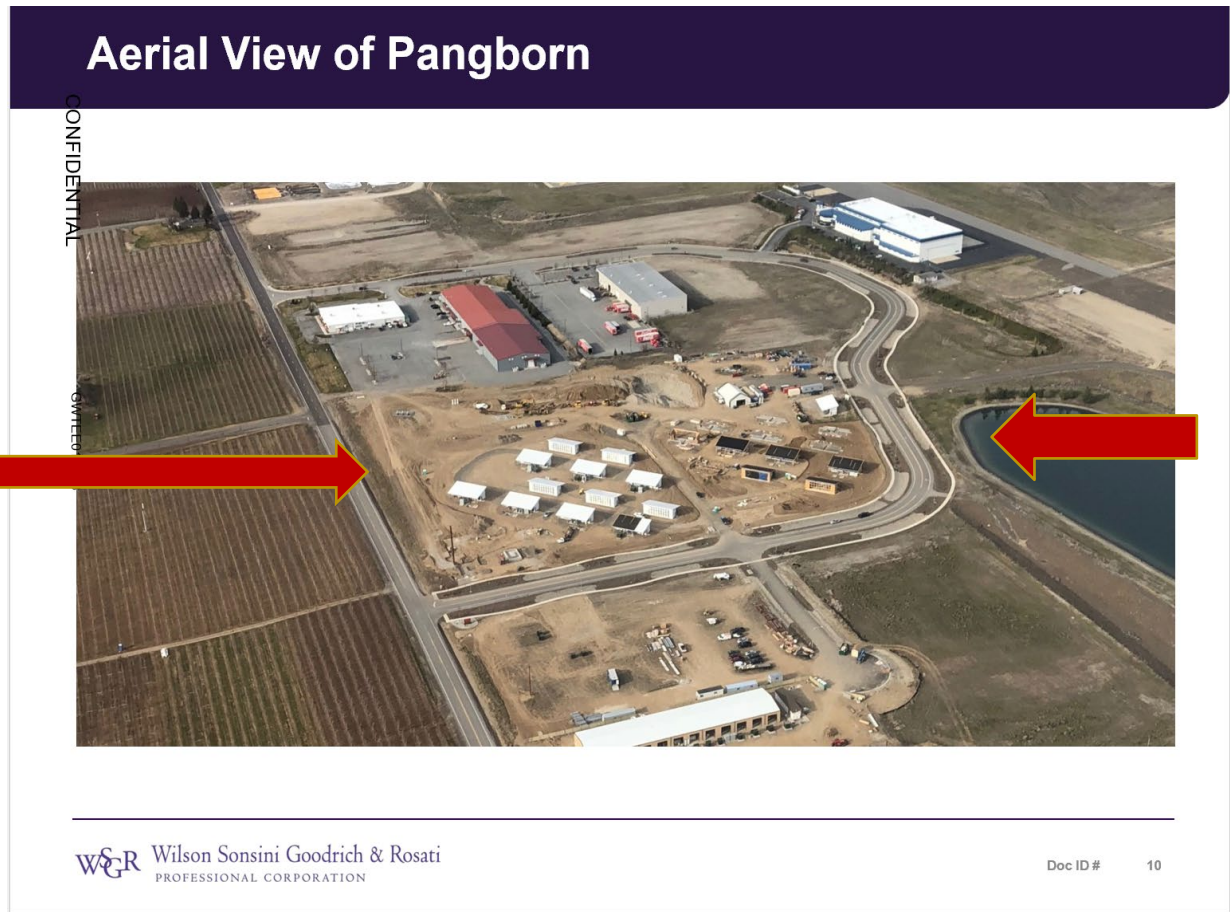 Aerial View of Pangborn
CONFIDENTIAL
WSGR Wilson Sonsini Goodrich & Rosati
PROFESSIONAL CORPORATION
Doc ID # 10